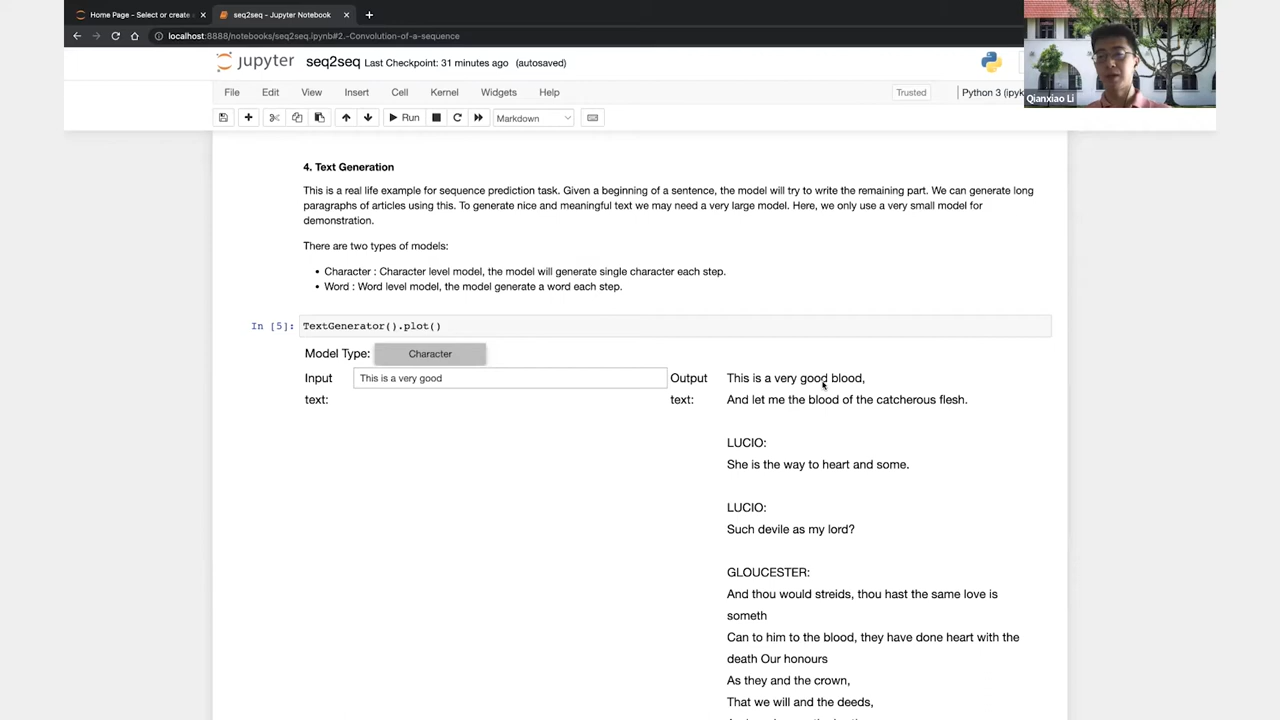 Home Page - Select or create
seq2seq - Jupyter Notebook
localhost:8888/notebooks/seq2seq.ipynb#2.-Convolution-of-a-sequence
Qianxiao Li
jupyter seq2seq Last Checkpoint: 31 minutes ago (autosaved)
File Edit View Insert Cell Kernel Widgets Help Trusted Python 3 (ipyk
Run Markdown
4. Text Generation
This is a real life example for sequence prediction task. Given a beginning of a sentence, the model will try to write the remaining part. We can generate long
paragraphs of articles using this. To generate nice and meaningful text we may need a very large model. Here, we only use a very small model for
demonstration.
There are two types of models:
• Character : Character level model, the model will generate single character each step.
• Word : Word level model, the model generate a word each step.
In [5]: TextGenerator().plot()
Model Type: Character
Input text: This is a very good
Output text:
This is a very good blood,
And let me the blood of the catcherous flesh.
LUCIO:
She is the way to heart and some.
LUCIO:
Such devile as my lord?
GLOUCESTER:
And thou would streids, thou hast the same love is
someth
Can to him to the blood, they have done heart with the
death Our honours
As they and the crown,
That we will and the deeds,